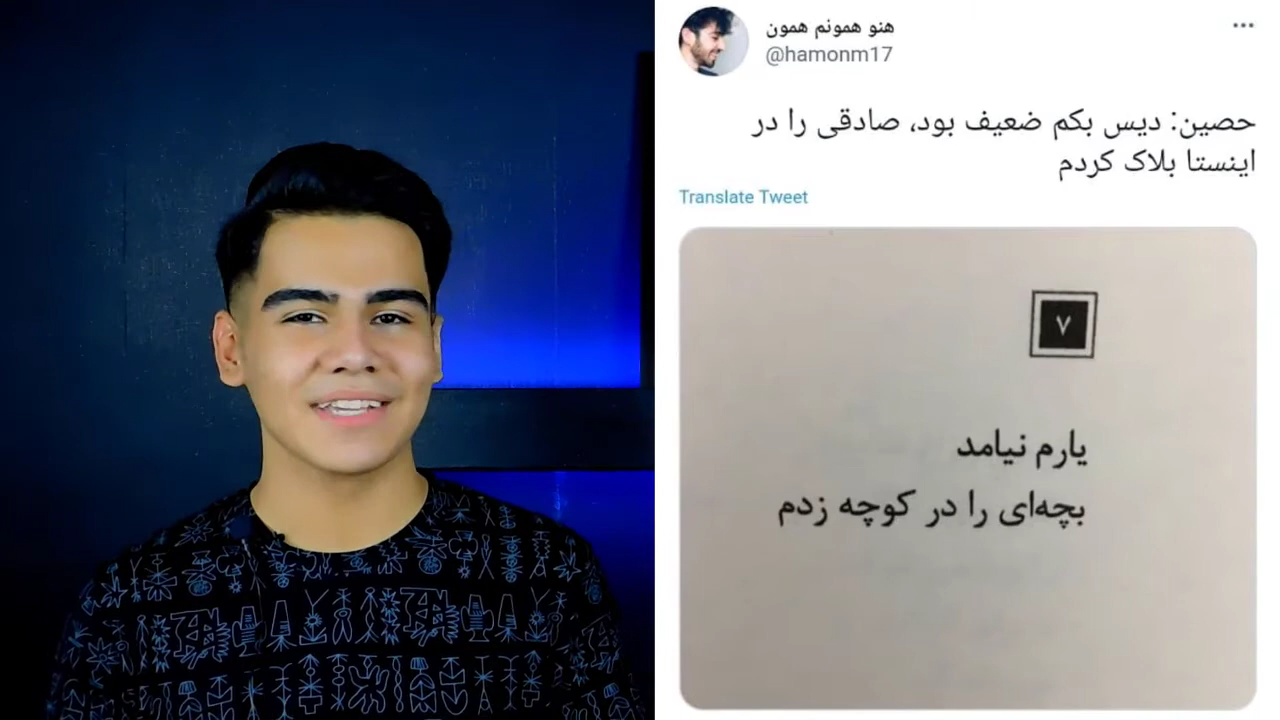 هنو همونم همون
@hamonm17
حصین: دیس بکم ضعیف بود، صادقی را در
اینستا بلاک کردم
Translate Tweet
۷
یارم نیامد
بچه‌ای را در کوچه زدم